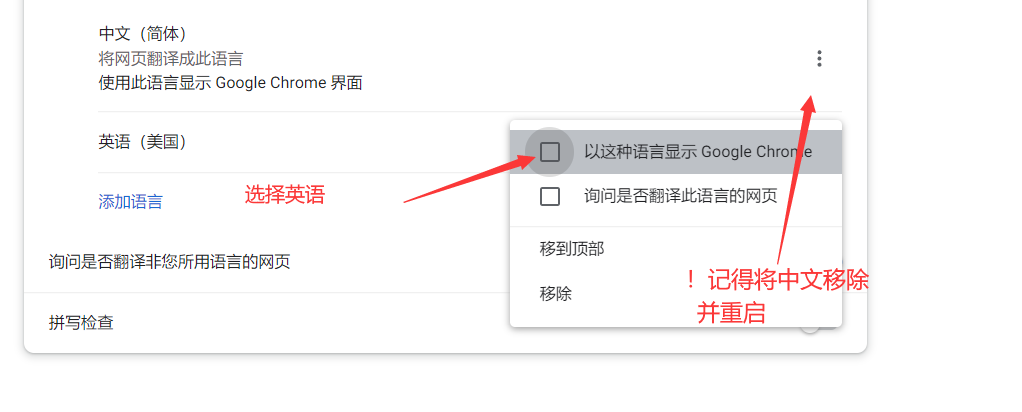 中文（简体）
将网页翻译成此语言
使用此语言显示 Google Chrome 界面
英语（美国）
以这种语言显示 Google Chrome
添加语言
选择英语
询问是否翻译此语言的网页
移到顶部
询问是否翻译非您所用语言的网页
移除
！记得将中文移除
并重启
拼写检查